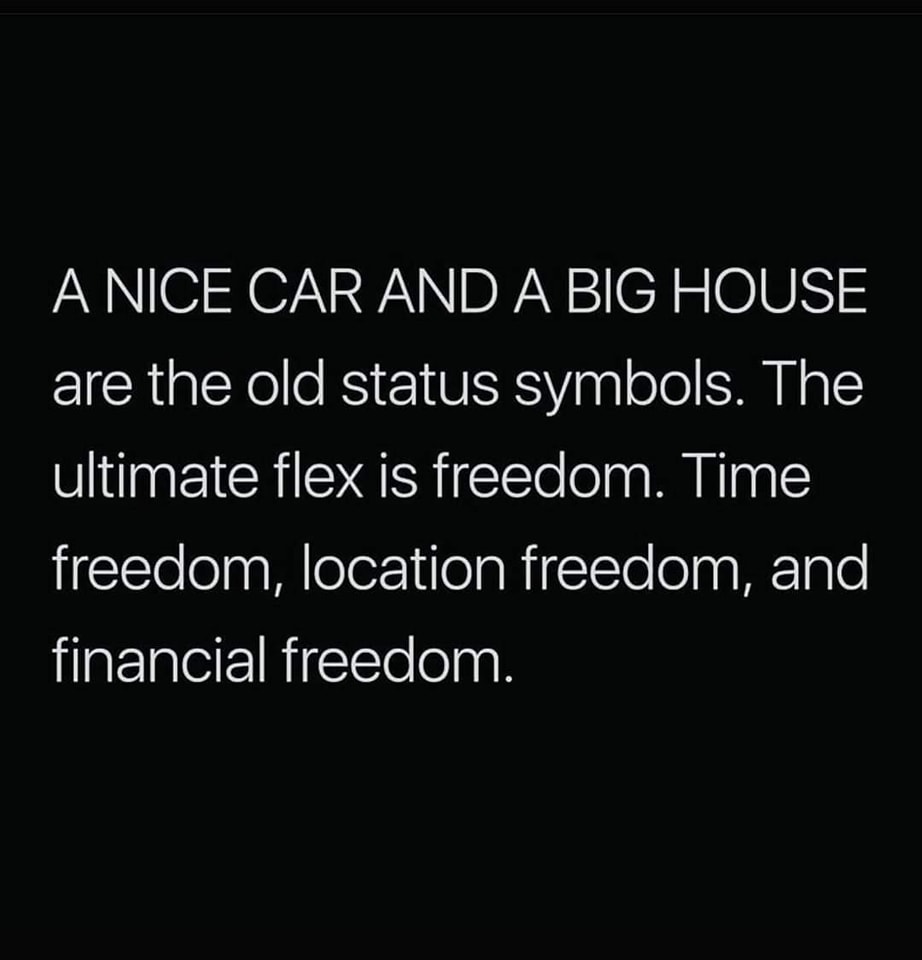 A NICE CAR AND A BIG HOUSE
are the old status symbols. The
ultimate flex is freedom. Time
freedom, location freedom, and
financial freedom.